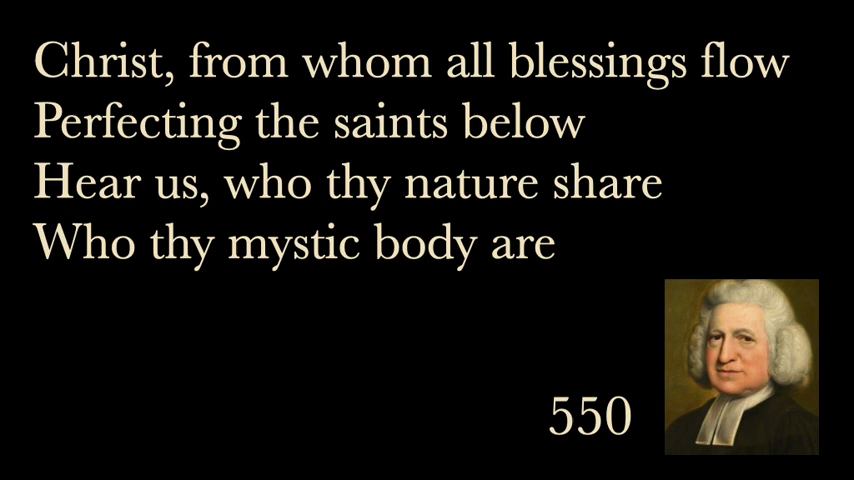 Christ, from whom all blessings flow
Perfecting the saints below
Hear us, who thy nature share
Who thy mystic body are
550